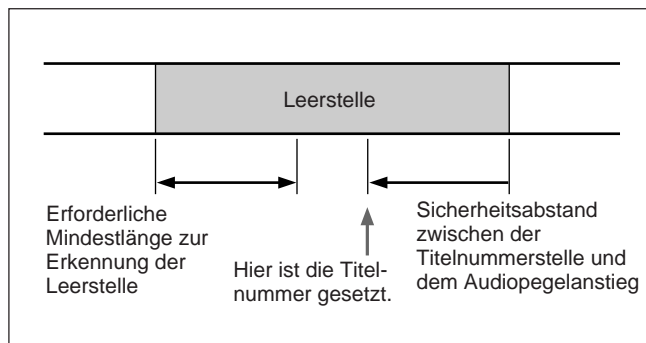 Leerstelle
Erforderliche
Mindestlänge zur
Erkennung der
Leerstelle
Hier ist die Titel-
nummer gesetzt.
Sicherheitsabstand
zwischen der
Titelnummerstelle und
dem Audiopegelanstieg